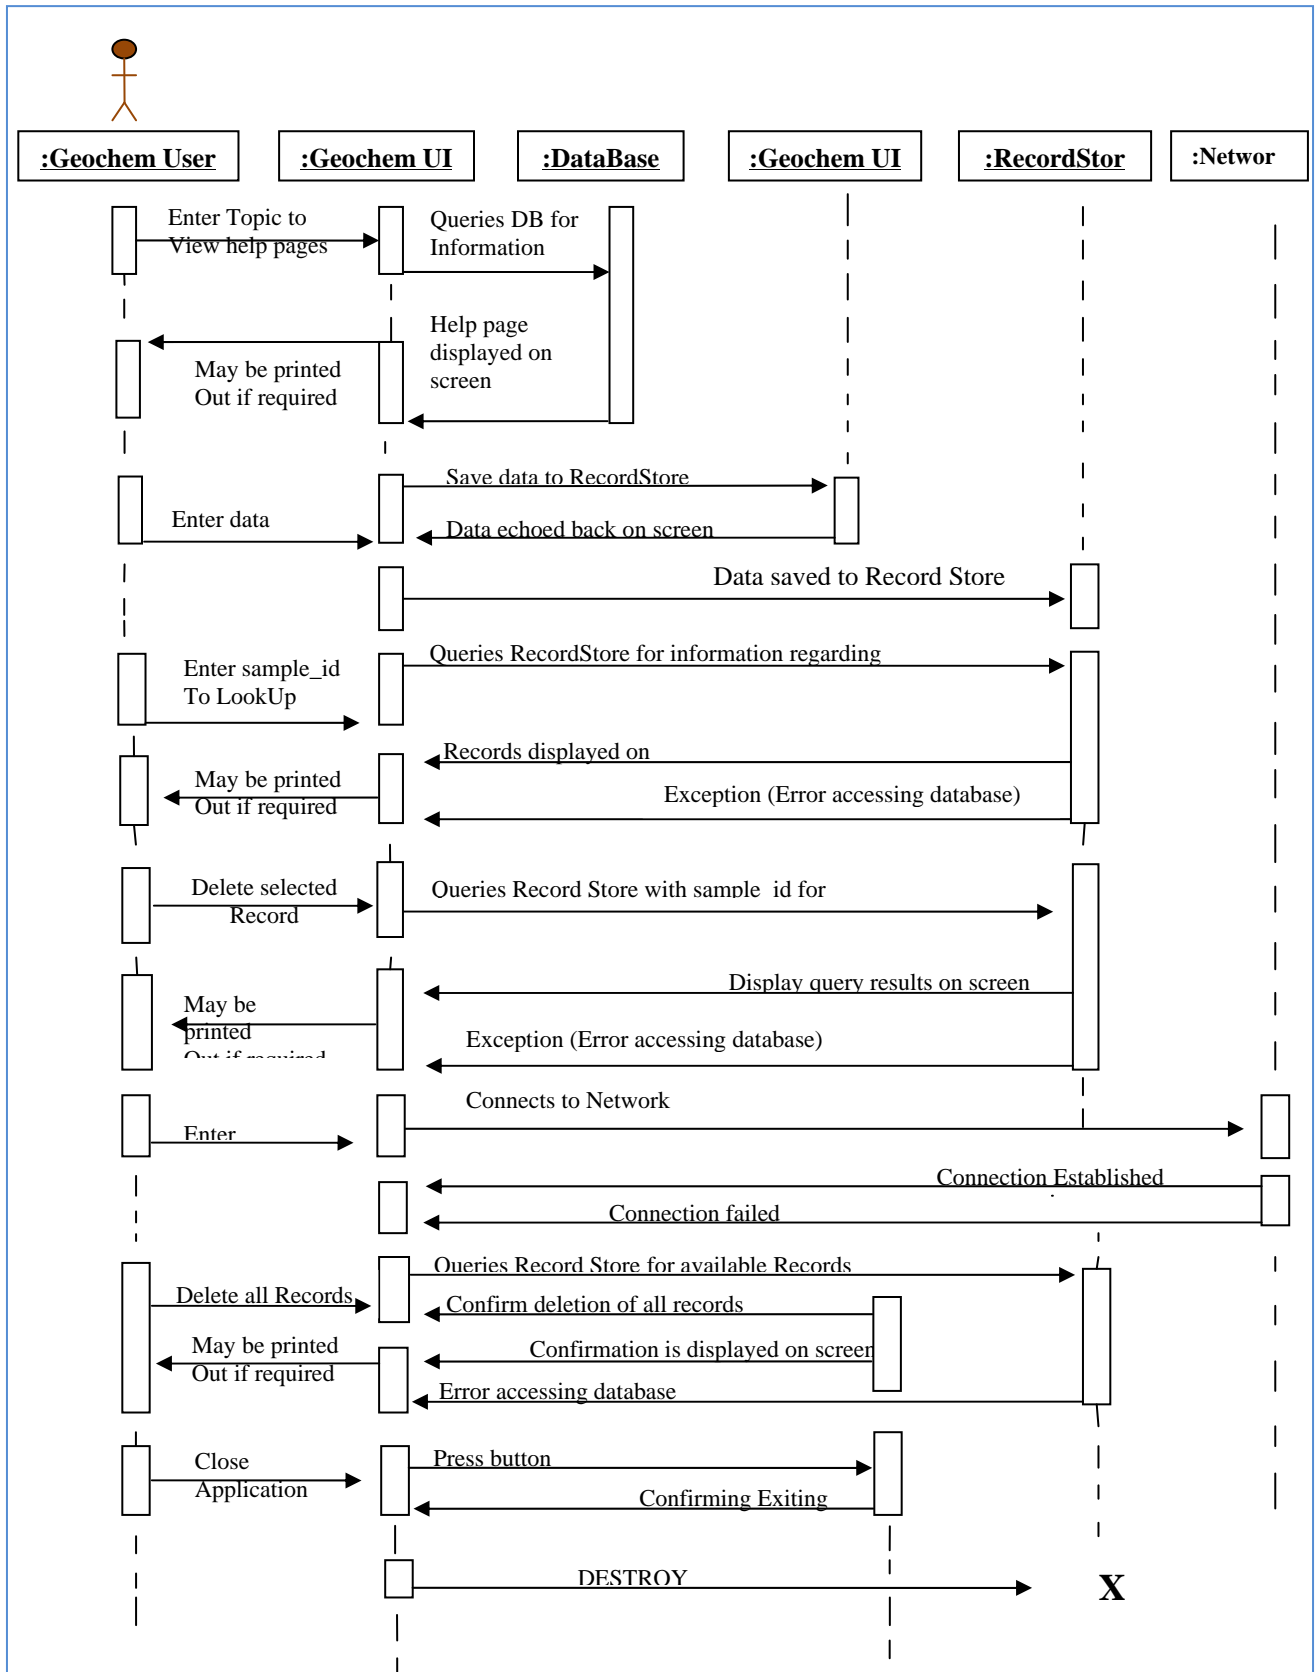 :Geochem User
:Geochem UI
:DataBase
:Geochem UI
:RecordStor
:Networ
Enter Topic to
View help pages
Queries DB for
Information
Help page
displayed on
screen
May be printed
Out if required
Save data to RecordStore
Enter data
Data echoed back on screen
Data saved to Record Store
Queries RecordStore for information regarding
Enter sample_id
To LookUp
Records displayed on
May be printed
Out if required
Exception (Error accessing database)
Delete selected
Record
Queries Record Store with sample_id for
Display query results on screen
May be
printed
Out if required
Exception (Error accessing database)
Connects to Network
Enter
Connection Established
Connection failed
Queries Record Store for available Records
Delete all Records
Confirm deletion of all records
May be printed
Out if required
Confirmation is displayed on screen
Error accessing database
Close
Application
Press button
Confirming Exiting
DESTROY
X